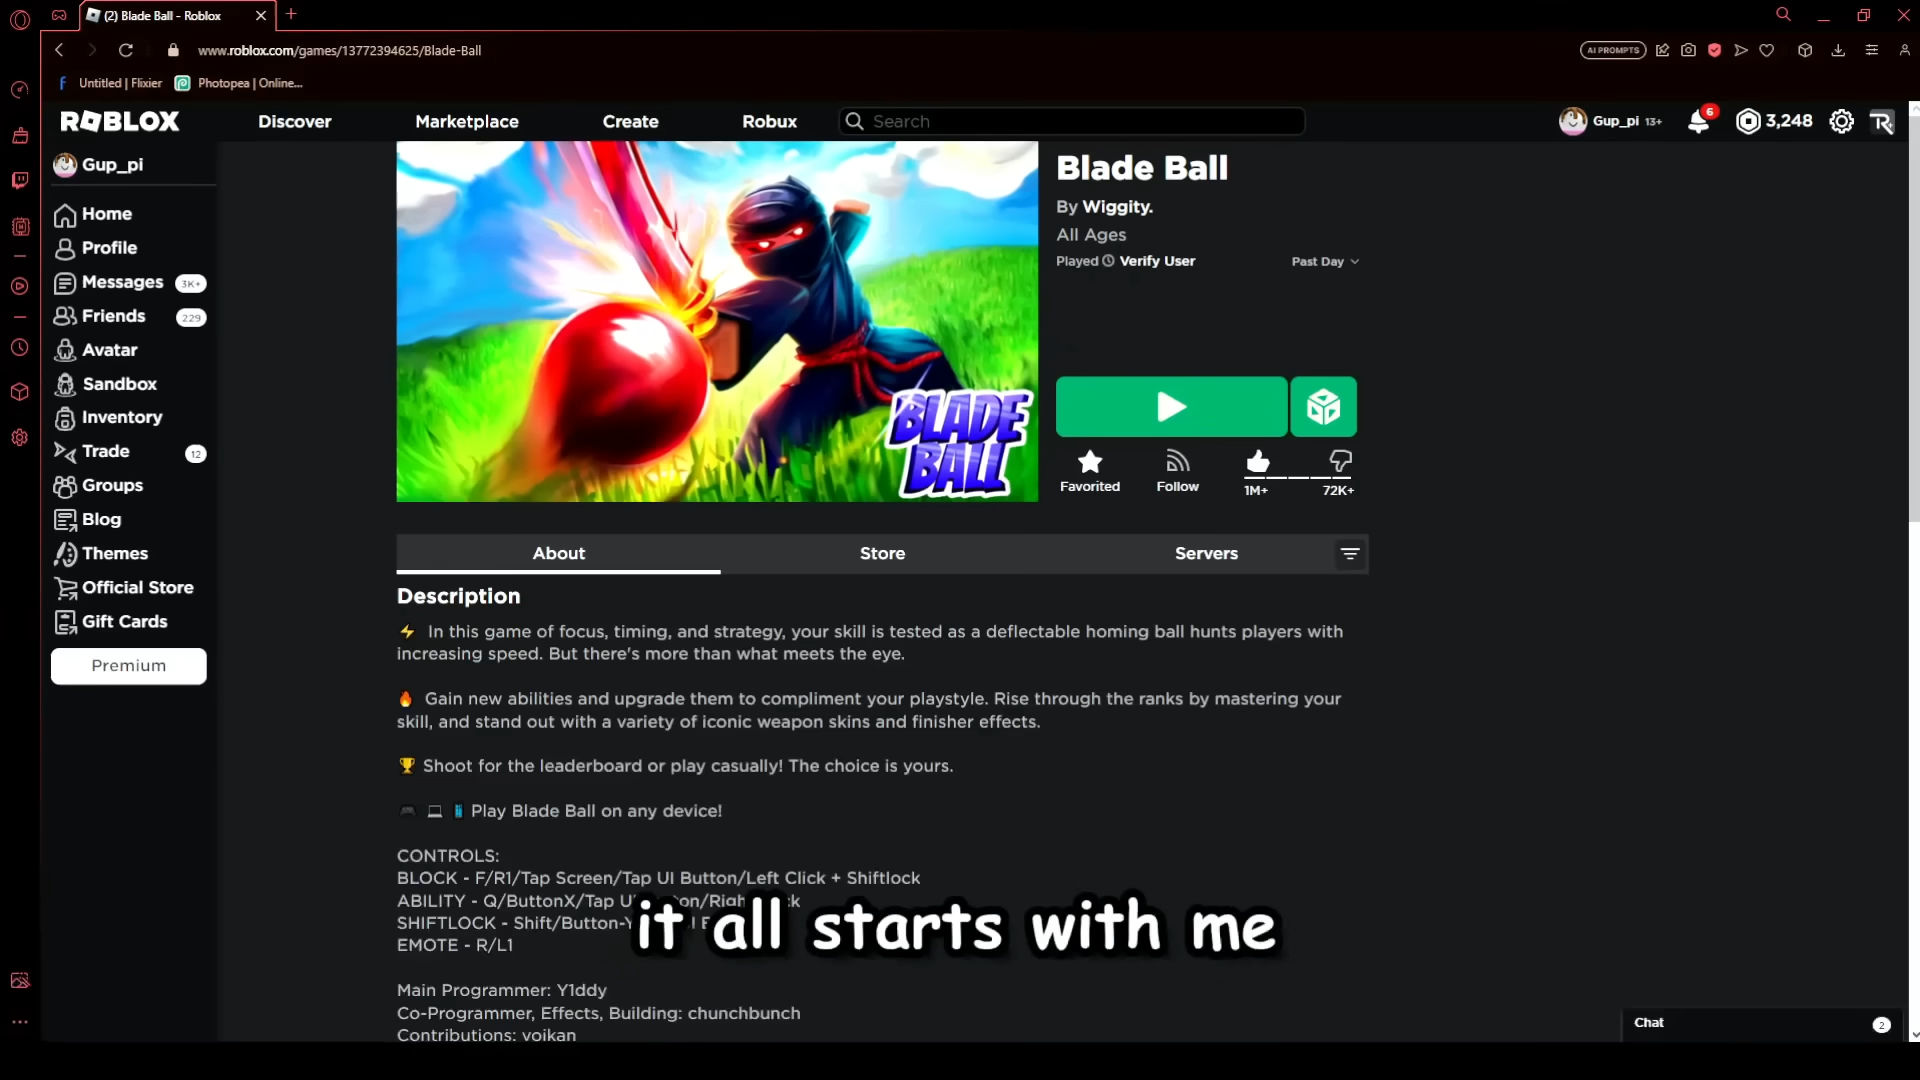 (2) Blade Ball - Roblox
www.roblox.com/games/13772394625/Blade-Ball
AI PROMPTS
Untitled | Flixier
Photopea | Online...
ROBLOX
Discover
Marketplace
Create
Robux
Search
Gup_pi 13+
6
3,248
Gup_pi
Home
Profile
Messages 3K+
Friends 229
Avatar
Sandbox
Inventory
Trade 12
Groups
Blog
Themes
Official Store
Gift Cards
Premium
BLADE
BALL
Blade Ball
By Wiggity.
All Ages
Played Verify User
Past Day
Favorited
Follow
1M+
72K+
About
Store
Servers
Description
⚡ In this game of focus, timing, and strategy, your skill is tested as a deflectable homing ball hunts players with
increasing speed. But there's more than what meets the eye.
🔥 Gain new abilities and upgrade them to compliment your playstyle. Rise through the ranks by mastering your
skill, and stand out with a variety of iconic weapon skins and finisher effects.
🏆 Shoot for the leaderboard or play casually! The choice is yours.
🎮 💻 📱 Play Blade Ball on any device!
CONTROLS:
BLOCK - F/R1/Tap Screen/Tap UI Button/Left Click + Shiftlock
ABILITY - Q/ButtonX/Tap
SHIFTLOCK - Shift/Button-Y
EMOTE - R/L1
it all starts with me
Main Programmer: Y1ddy
Co-Programmer, Effects, Building: chunchbunch
Contributions: voikan
Chat
2